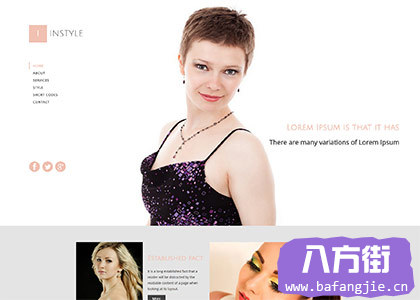 I INSTYLE
HOME
ABOUT
SERVICES
STYLE
SHORT CODES
CONTACT
LOREM IPSUM IS THAT IT HAS
There are many variations of Lorem Ipsum
ESTABLISHED FACT
It is a long established fact that a
reader will be distracted by the
readable content of a page when
looking at its layout.
More
八方街
www.bafangjie.cn